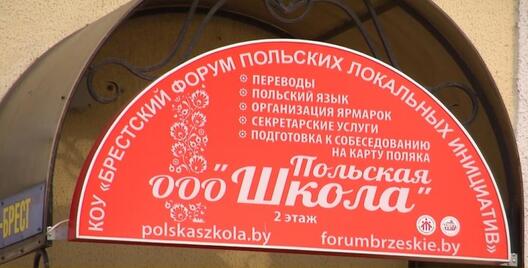 КОУ «БРЕСТСКИЙ ФОРУМ ПОЛЬСКИХ ЛОКАЛЬНЫХ ИНИЦИАТИВ»
ПЕРЕВОДЫ
ПОЛЬСКИЙ ЯЗЫК
ОРГАНИЗАЦИЯ ЯРМАРОК
СЕКРЕТАРСКИЕ УСЛУГИ
ПОДГОТОВКА К СОБЕСЕДОВАНИЮ
НА КАРТУ ПОЛЯКА
Польская
ООО "Школа"
2 этаж
polskaszkola.by forumbrzeskie.by
-БРЕСТ